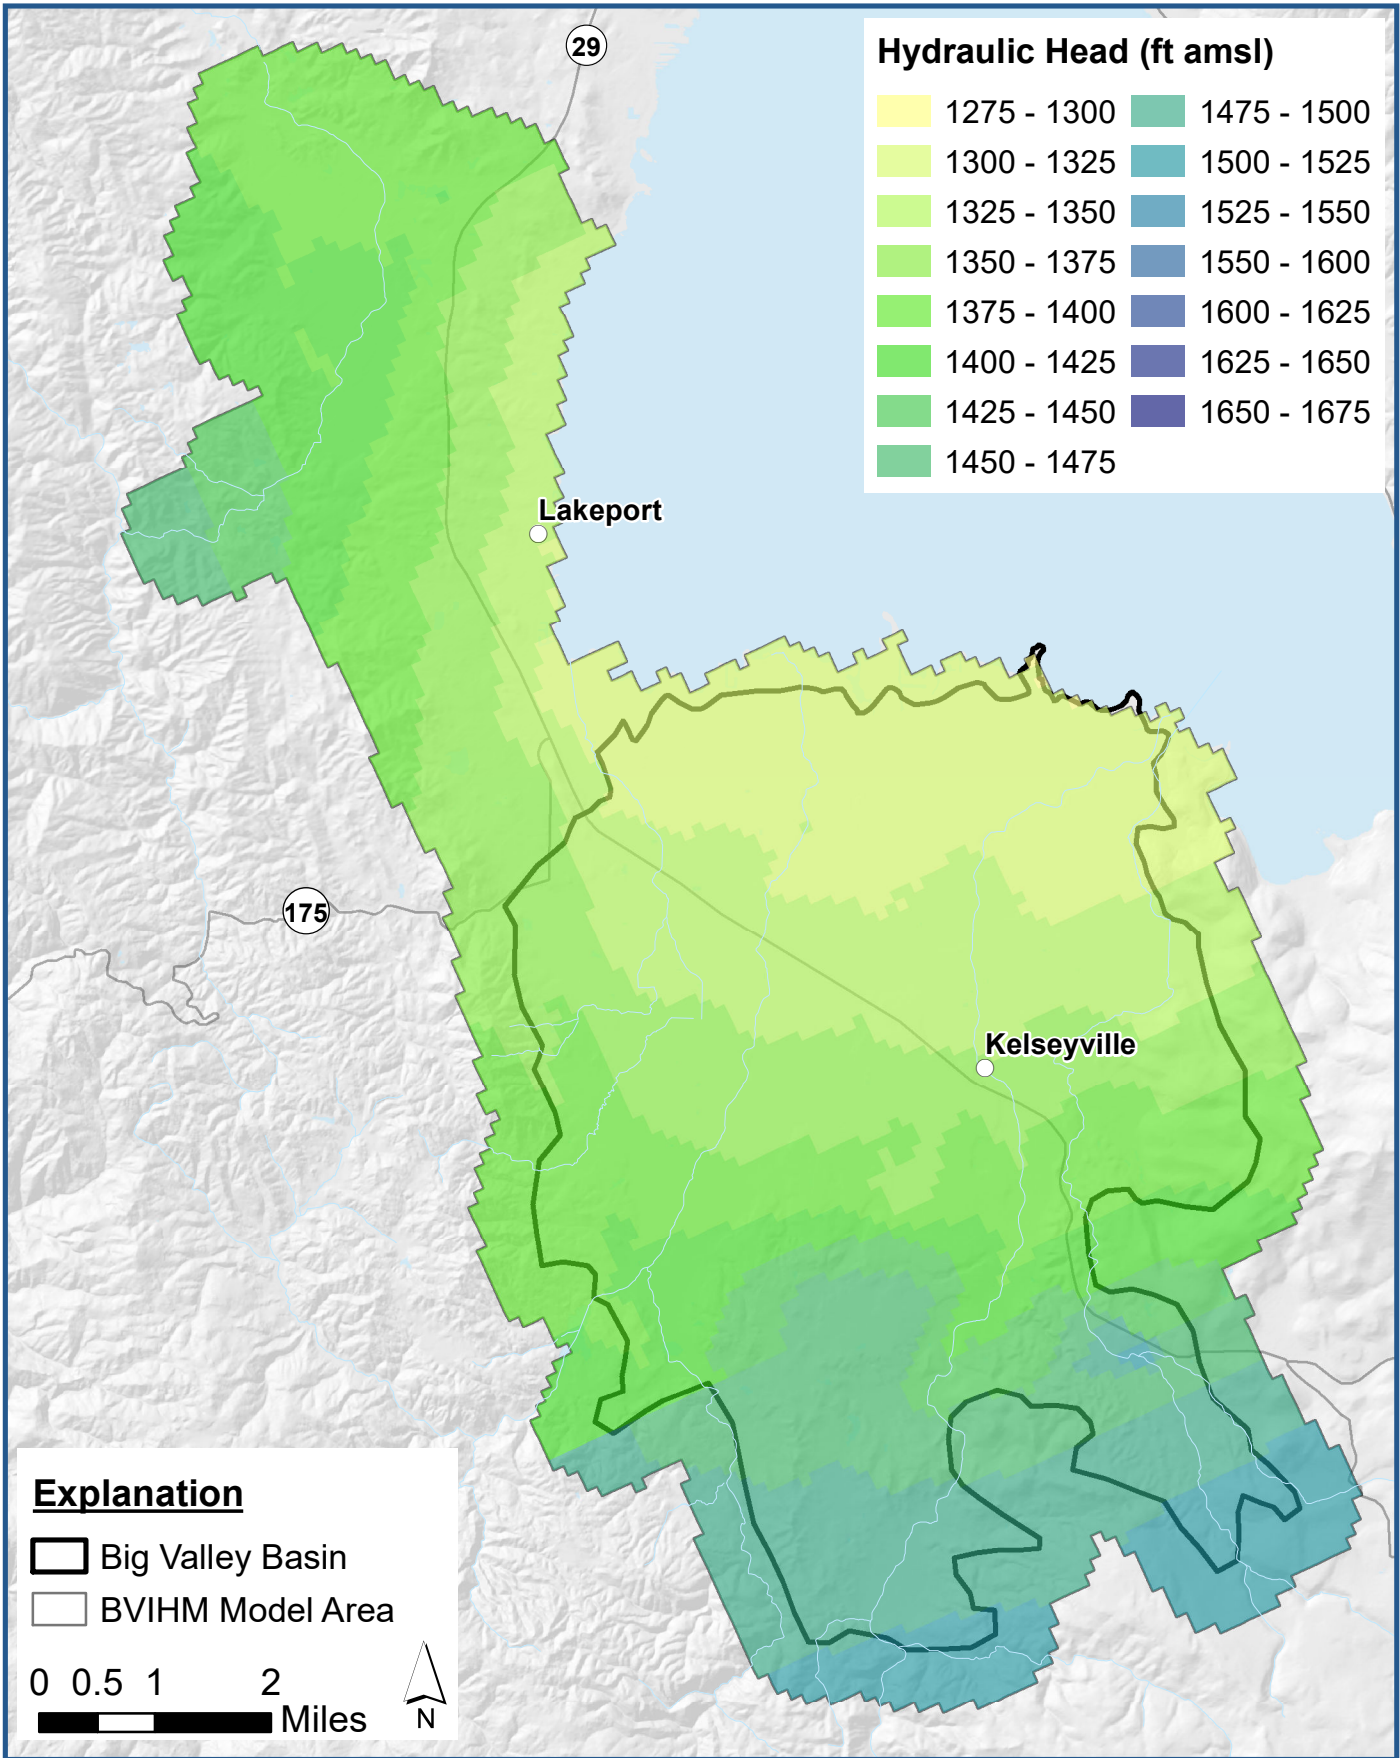 29
Hydraulic Head (ft amsl)
1275 - 1300
1300 - 1325
1325 - 1350
1350 - 1375
1375 - 1400
1400 - 1425
1425 - 1450
1450 - 1475
1475 - 1500
1500 - 1525
1525 - 1550
1550 - 1600
1600 - 1625
1625 - 1650
1650 - 1675
Lakeport
175
Kelseyville
Explanation
Big Valley Basin
BVIHM Model Area
0 0.5 1 2
Miles
N